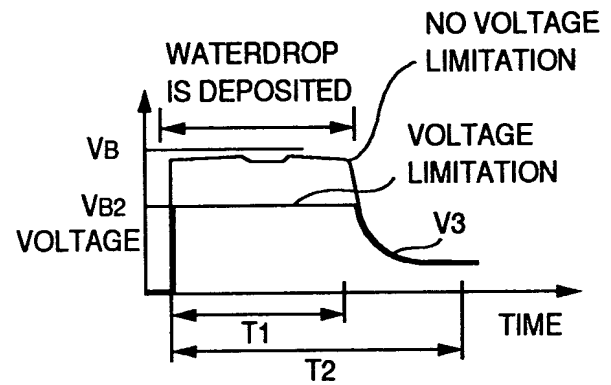 WATERDROP
IS DEPOSITED
NO VOLTAGE
LIMITATION
VOLTAGE
LIMITATION
VB
VB2
VOLTAGE
V3
T1
TIME
T2